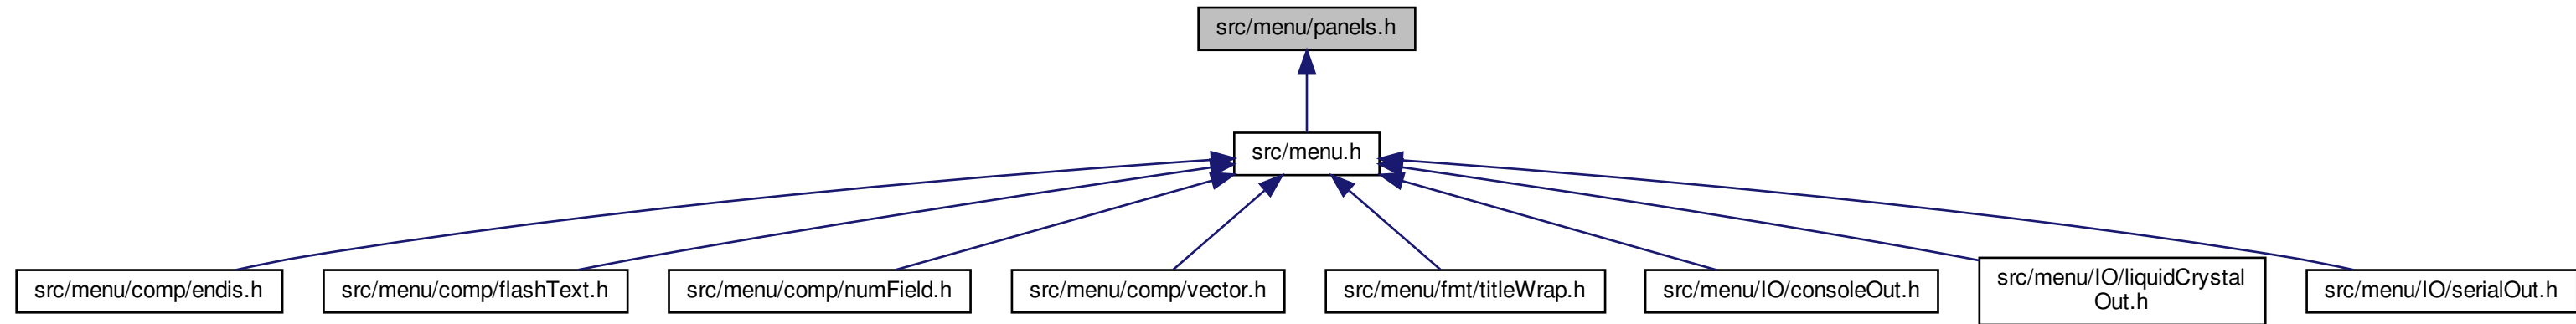 src/menu/panels.h
src/menu.h
src/menu/comp/endis.h
src/menu/comp/flashText.h
src/menu/comp/numField.h
src/menu/comp/vector.h
src/menu/fmt/titleWrap.h
src/menu/IO/consoleOut.h
src/menu/IO/liquidCrystal
Out.h
src/menu/IO/serialOut.h